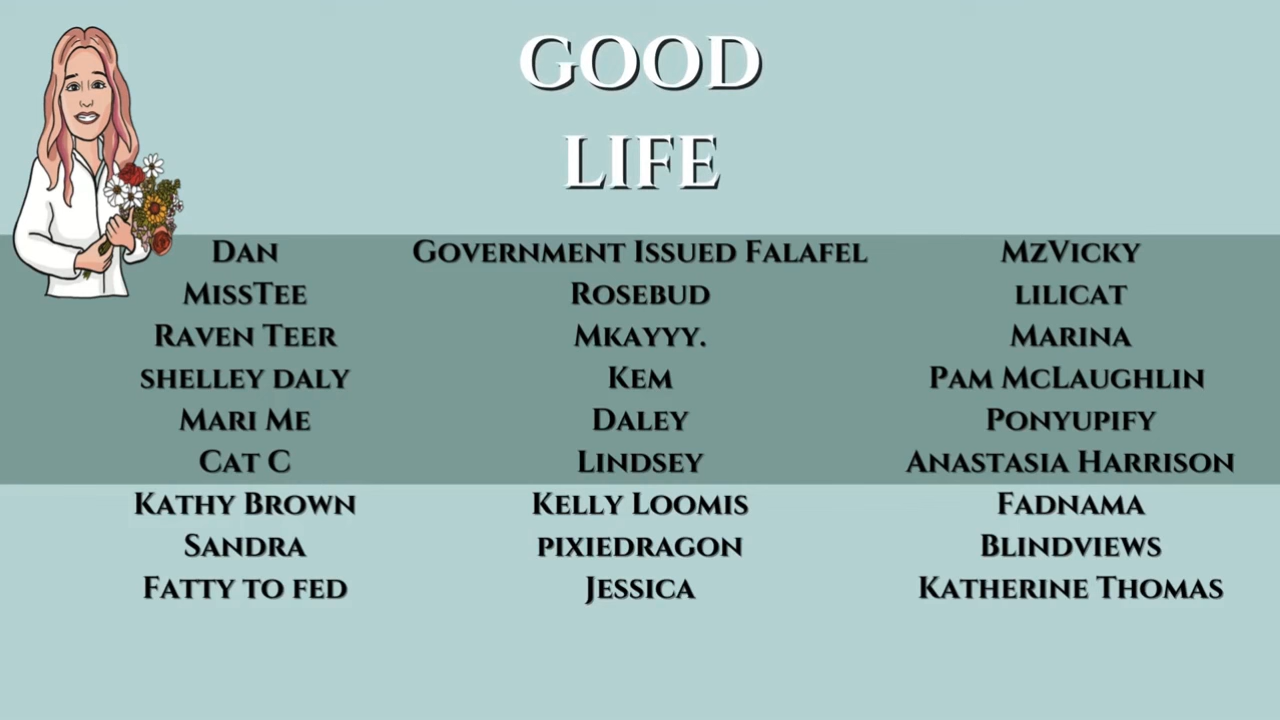 GOOD
LIFE
Dan Government Issued Falafel MzVicky
MissTee Rosebud lilicat
Raven Teer Mkayyy. Marina
shelley daly Kem Pam McLaughlin
Mari Me Daley Ponyupify
Cat C Lindsey Anastasia Harrison
Kathy Brown Kelly Loomis Fadnama
Sandra pixiedragon Blindviews
Fatty to fed Jessica Katherine Thomas